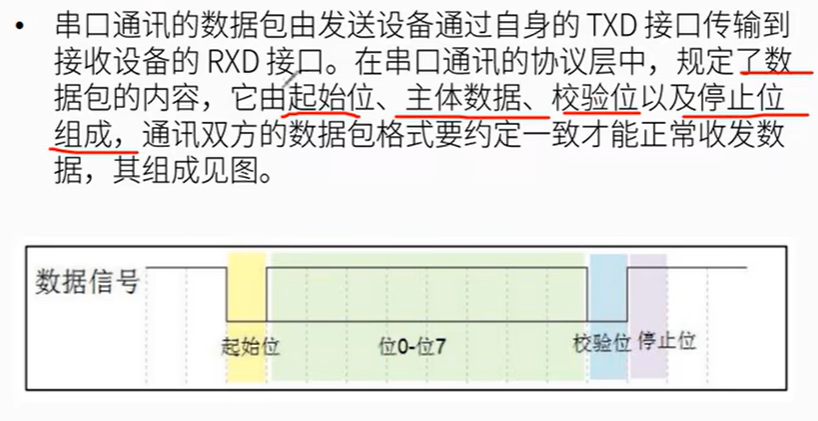 • 串口通讯的数据包由发送设备通过自身的 TXD 接口传输到
接收设备的 RXD 接口。在串口通讯的协议层中，规定了数
据包的内容，它由起始位、主体数据、校验位以及停止位
组成，通讯双方的数据包格式要约定一致才能正常收发数
据，其组成见图。
数据信号
起始位 位0-位7 校验位 停止位